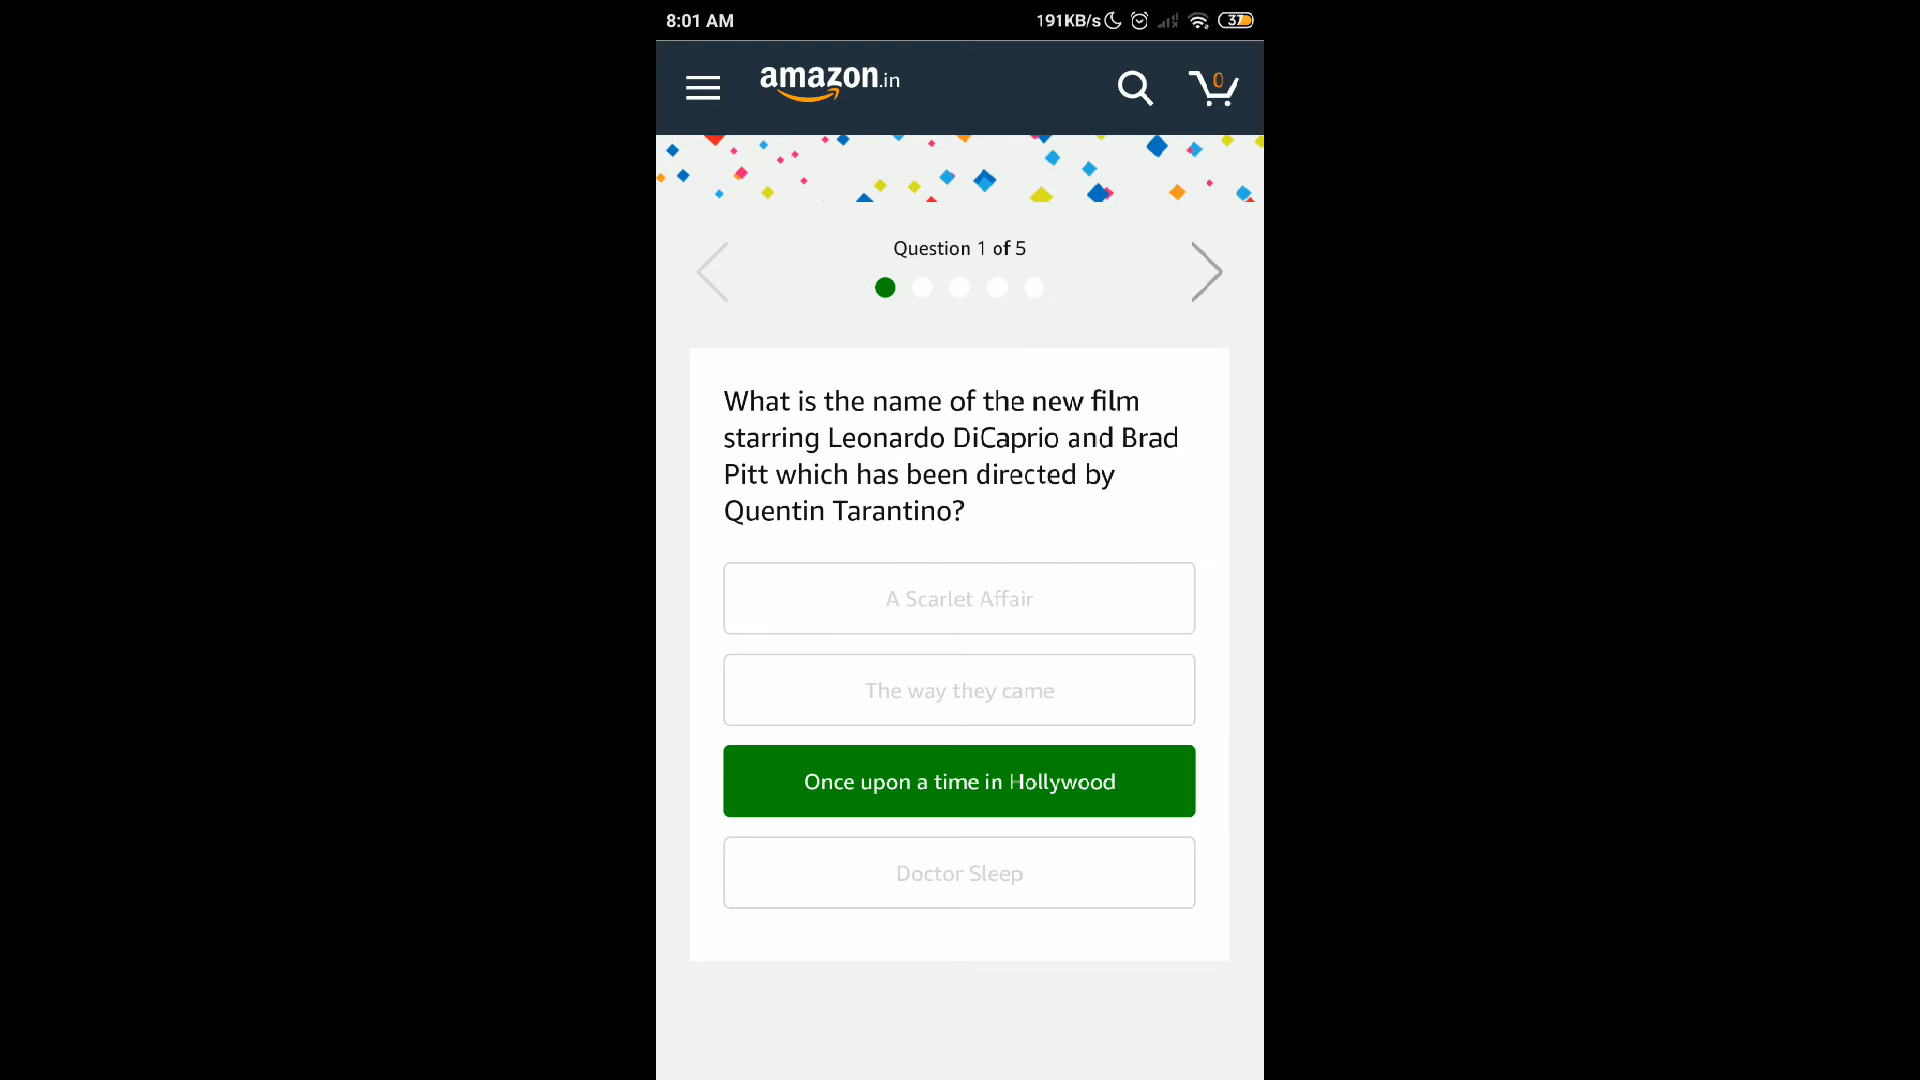 8:01 AM
191KB/s
37
amazon.in
0
Question 1 of 5
What is the name of the new film
starring Leonardo DiCaprio and Brad
Pitt which has been directed by
Quentin Tarantino?
A Scarlet Affair
The way they came
Once upon a time in Hollywood
Doctor Sleep